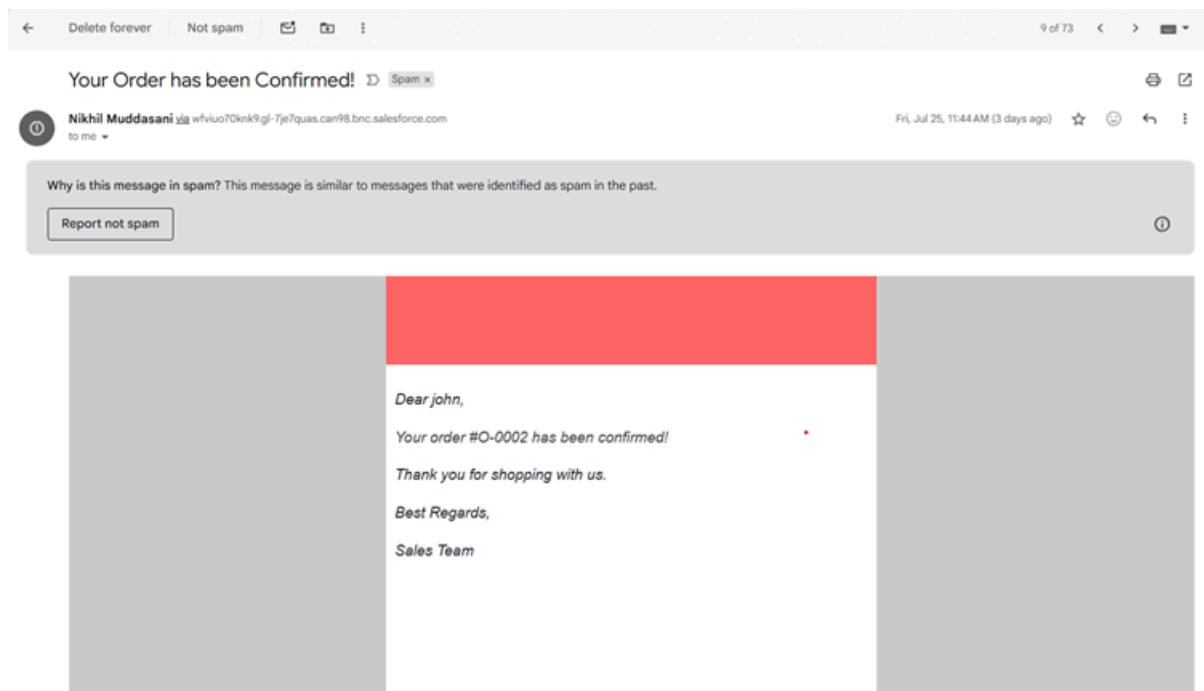 Delete forever Not spam 9 of 73
Your Order has been Confirmed! Spam x
Nikhil Muddasani via wfviuo70knk9.gl-7je7quas.can98.bnc.salesforce.com Fri, Jul 25, 11:44 AM (3 days ago)
to me
Why is this message in spam? This message is similar to messages that were identified as spam in the past.
Report not spam
Dear john,
Your order #O-0002 has been confirmed!
Thank you for shopping with us.
Best Regards,
Sales Team